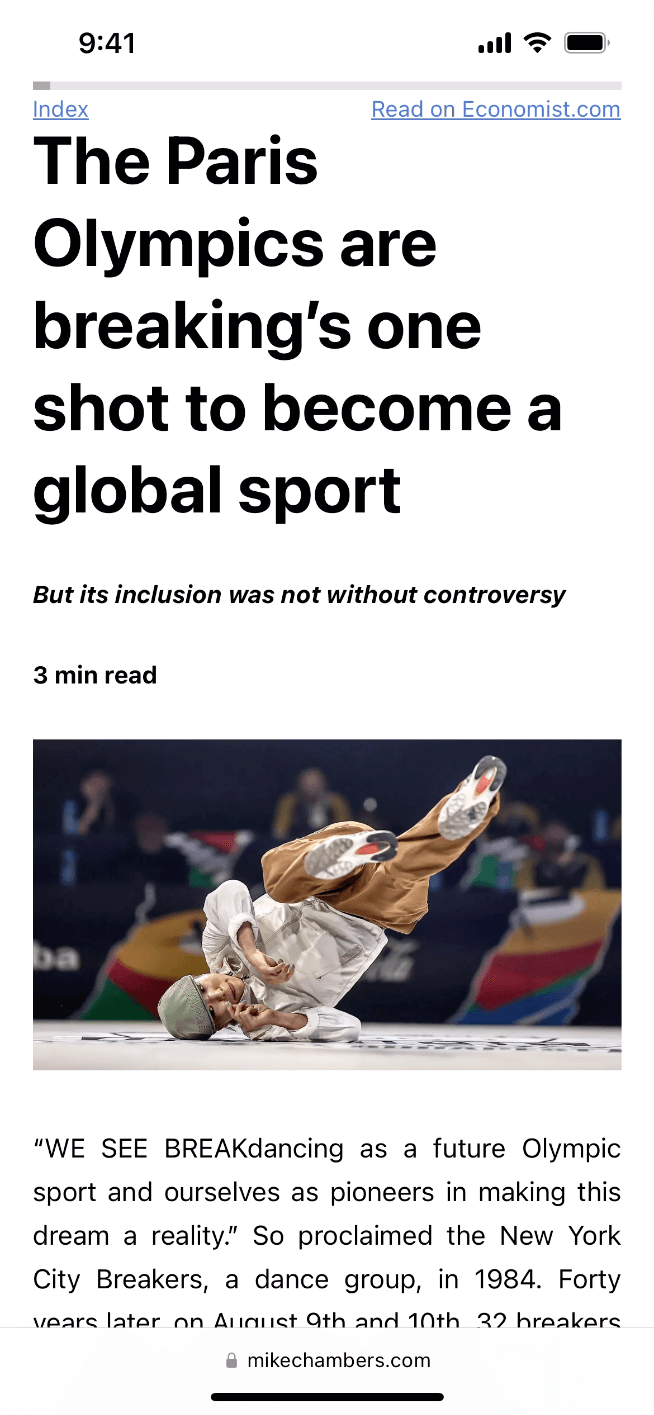 9:41
Index
Read on Economist.com
The Paris
Olympics are
breaking’s one
shot to become a
global sport
But its inclusion was not without controversy
3 min read
ba
“WE SEE BREAKdancing as a future Olympic
sport and ourselves as pioneers in making this
dream a reality.” So proclaimed the New York
City Breakers, a dance group, in 1984. Forty
years later, on August 9th and 10th, 32 breakers
mikechambers.com